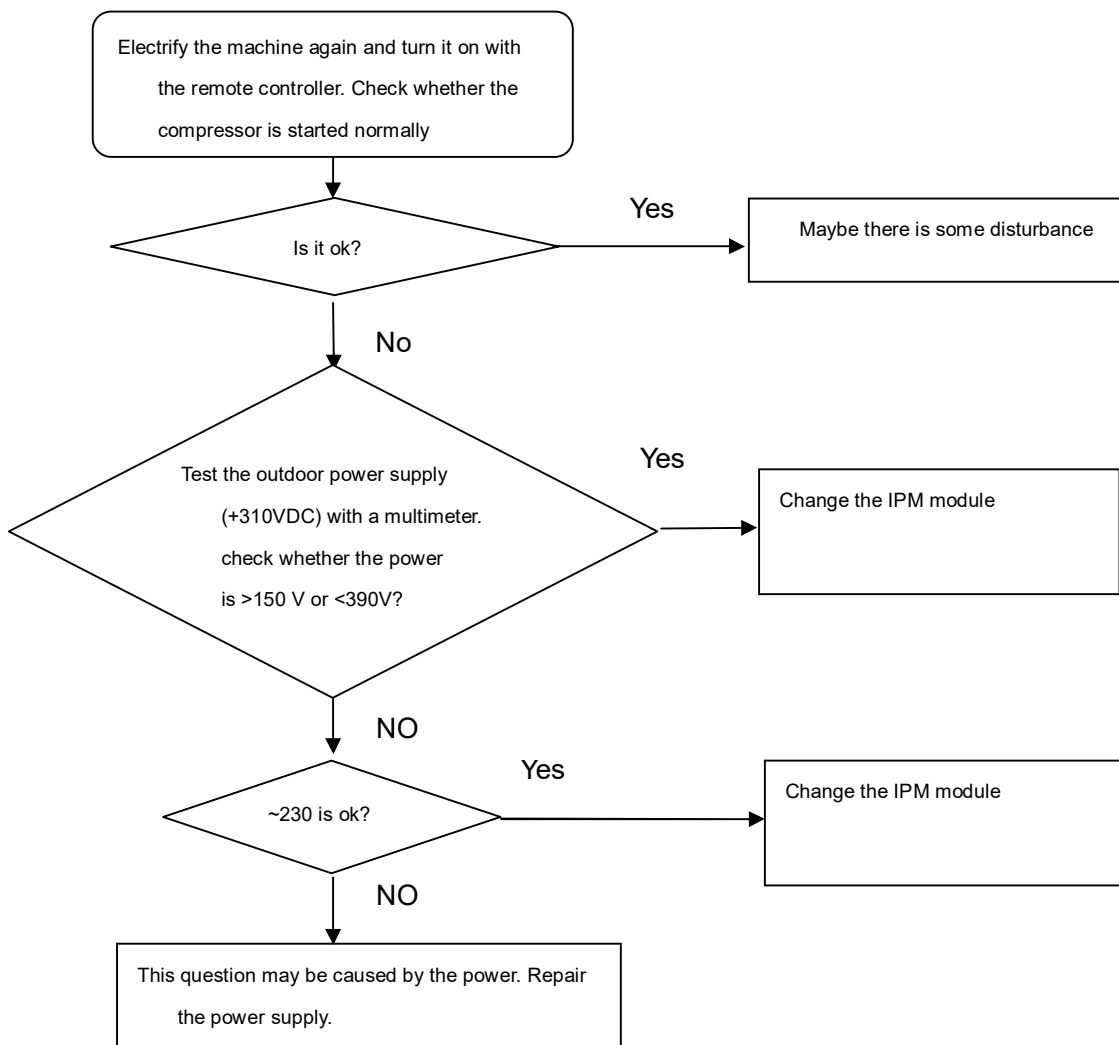 Electrify the machine again and turn it on with
the remote controller. Check whether the
compressor is started normally
Yes
Maybe there is some disturbance
Is it ok?
No
Yes
Test the outdoor power supply
(+310VDC) with a multimeter.
check whether the power
is >150 V or <390V?
Change the IPM module
NO
Yes
~230 is ok?
Change the IPM module
NO
This question may be caused by the power. Repair
the power supply.